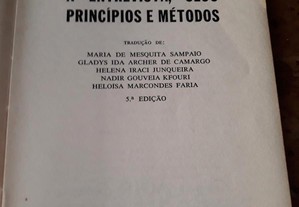 A ENTREVISTA, SEUS
PRINCÍPIOS E MÉTODOS
TRADUÇÃO DE:
MARIA DE MESQUITA SAMPAIO
GLADYS IDA ARCHER DE CAMARGO
HELENA IRACI JUNQUEIRA
NADIR GOUVEIA KFOURI
HELOISA MARCONDES FARIA
5.ª EDIÇÃO